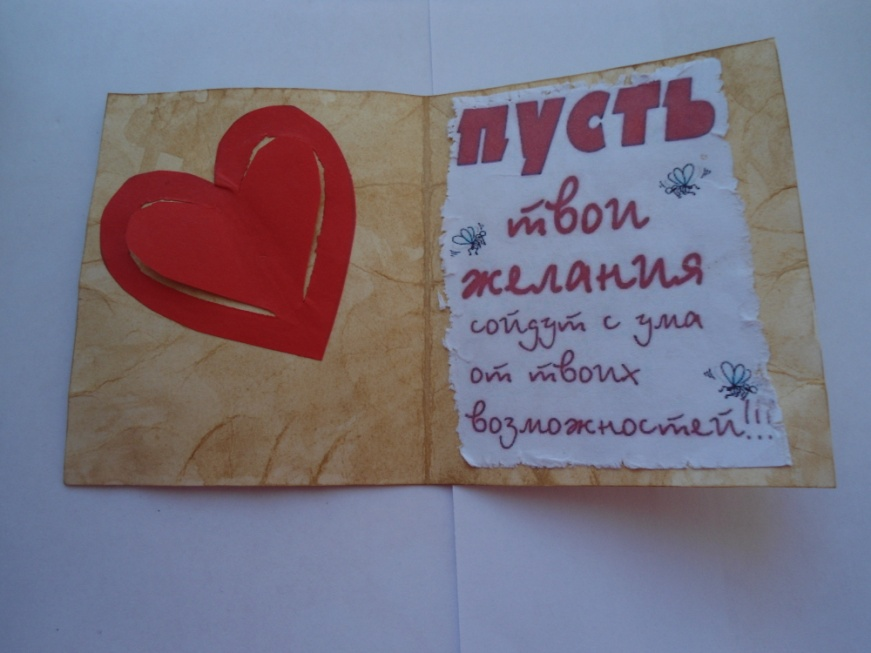 пусть
твои
желания
сойдут с ума
от твоих
возможностей!!!